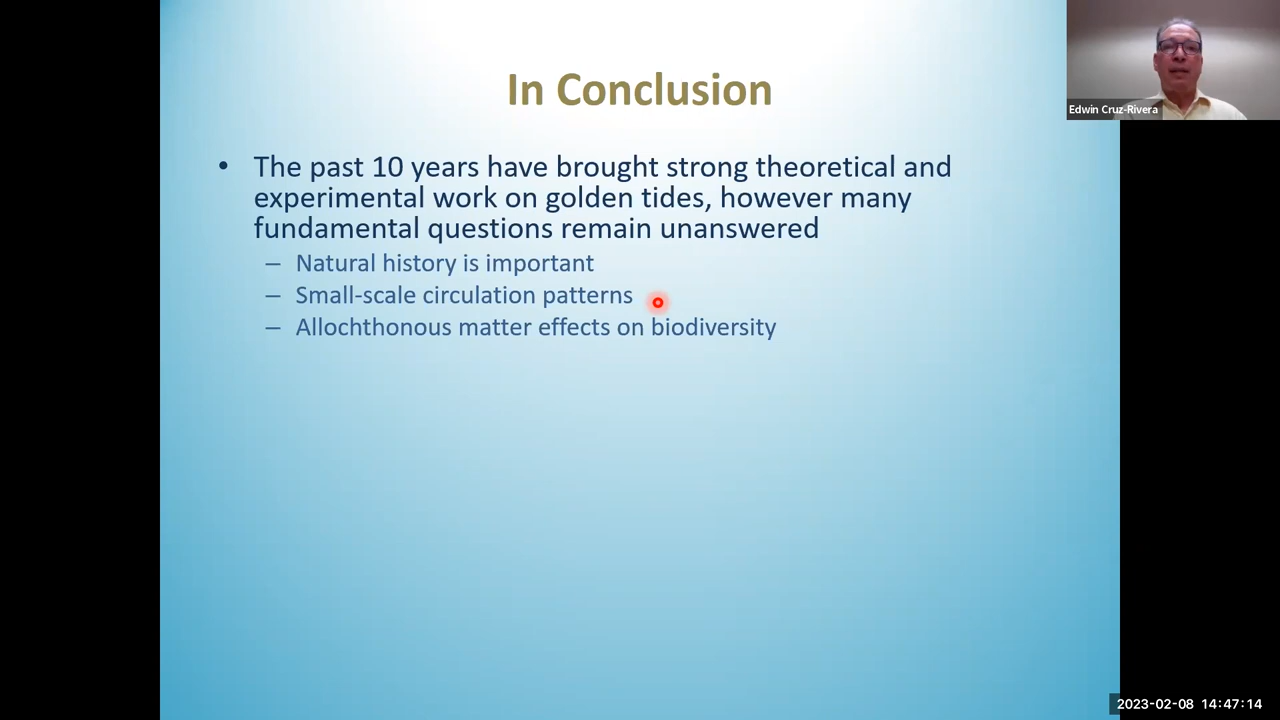 In Conclusion
Edwin Cruz-Rivera
• The past 10 years have brought strong theoretical and
experimental work on golden tides, however many
fundamental questions remain unanswered
– Natural history is important
– Small-scale circulation patterns
– Allochthonous matter effects on biodiversity
2023-02-08 14:47:14